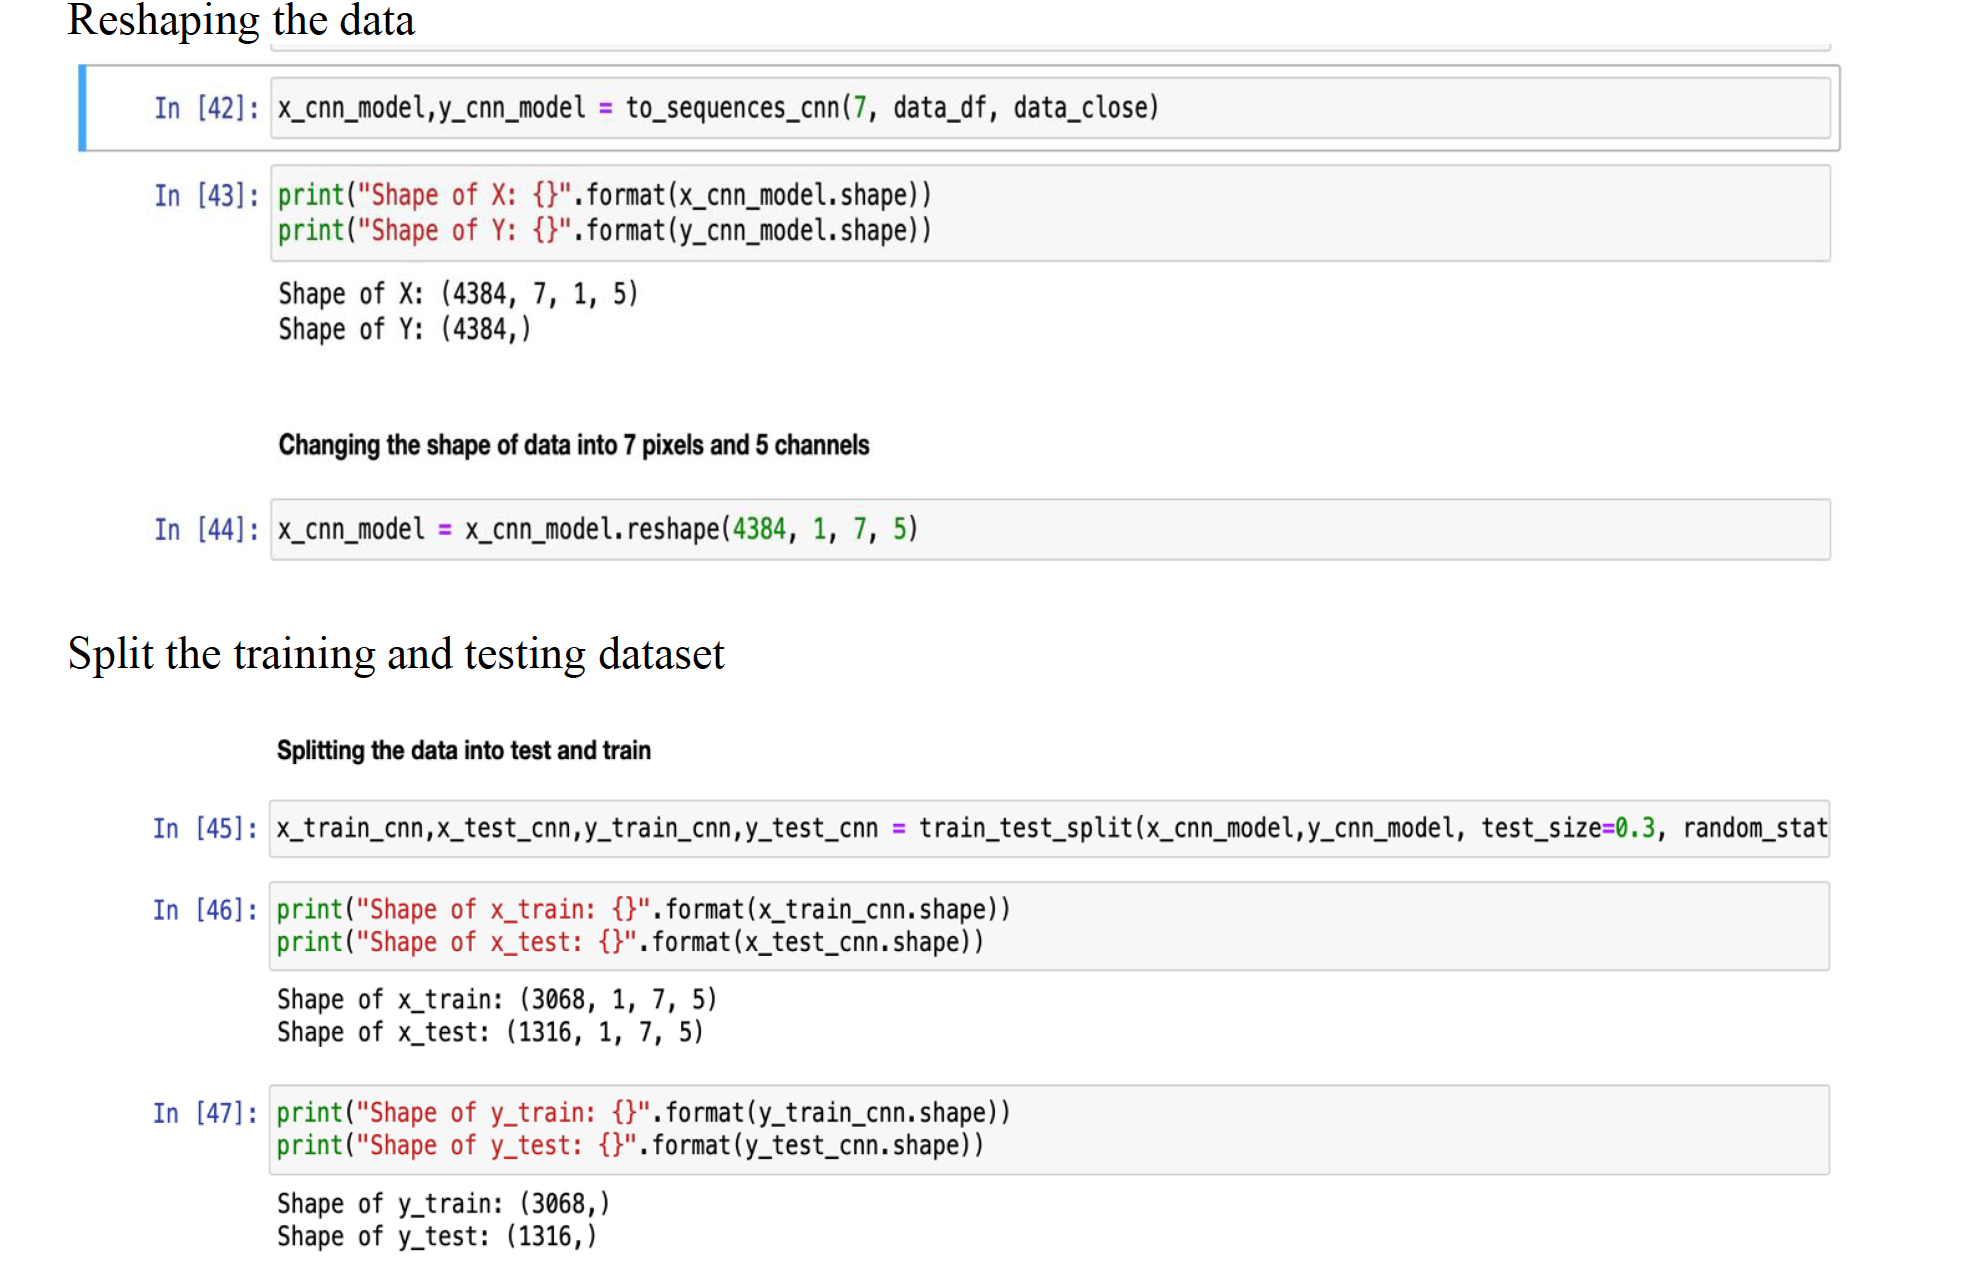 Reshaping the data
In [42]: x_cnn_model,y_cnn_model = to_sequences_cnn(7, data_df, data_close)
In [43]: print("Shape of X: {}".format(x_cnn_model.shape))
print("Shape of Y: {}".format(y_cnn_model.shape))
Shape of X: (4384, 7, 1, 5)
Shape of Y: (4384,)
Changing the shape of data into 7 pixels and 5 channels
In [44]: x_cnn_model = x_cnn_model.reshape(4384, 1, 7, 5)
Split the training and testing dataset
Splitting the data into test and train
In [45]: x_train_cnn,x_test_cnn,y_train_cnn,y_test_cnn = train_test_split(x_cnn_model,y_cnn_model, test_size=0.3, random_stat
In [46]: print("Shape of x_train: {}".format(x_train_cnn.shape))
print("Shape of x_test: {}".format(x_test_cnn.shape))
Shape of x_train: (3068, 1, 7, 5)
Shape of x_test: (1316, 1, 7, 5)
In [47]: print("Shape of y_train: {}".format(y_train_cnn.shape))
print("Shape of y_test: {}".format(y_test_cnn.shape))
Shape of y_train: (3068,)
Shape of y_test: (1316,)